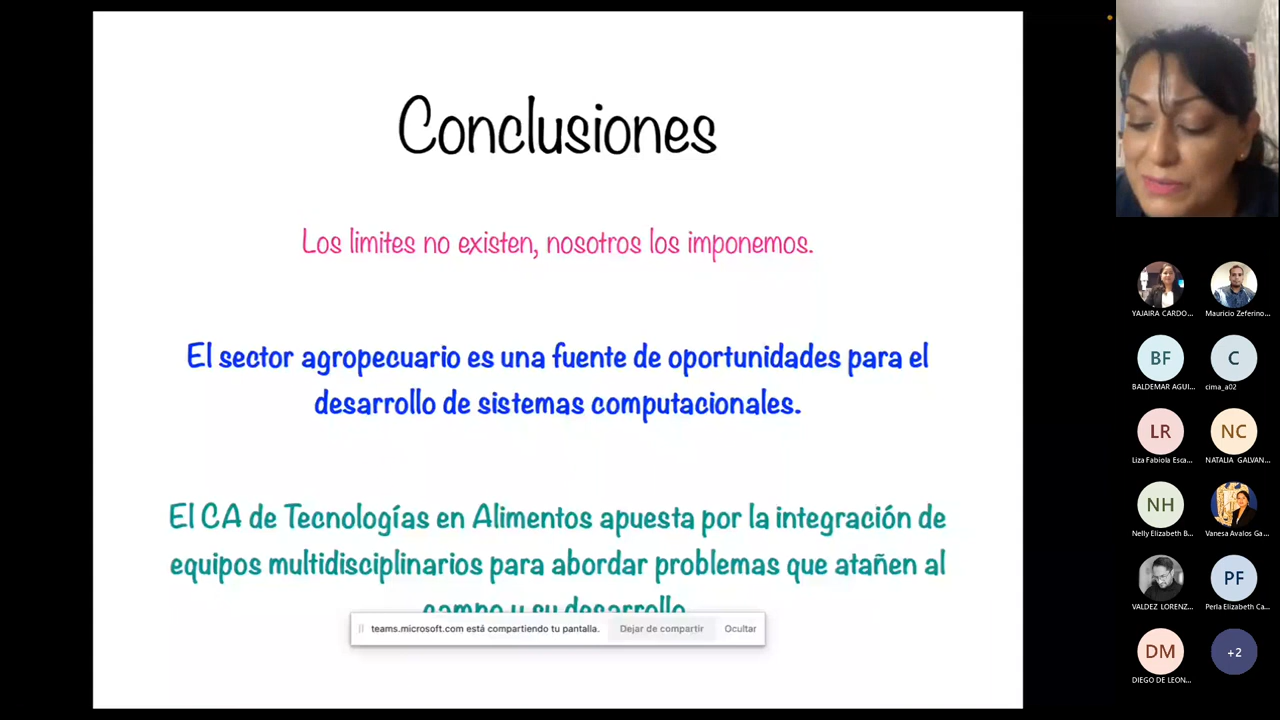 Conclusiones
Los limites no existen, nosotros los imponemos.
El sector agropecuario es una fuente de oportunidades para el
desarrollo de sistemas computacionales.
El CA de Tecnologías en Alimentos apuesta por la integración de
equipos multidisciplinarios para abordar problemas que atañen al
campo y su desarrollo.
teams.microsoft.com está compartiendo tu pantalla. Dejar de compartir Ocultar
YAJAIRA CARDO... Mauricio Zeferino...
BF C
BALDEMAR AGUI... cima_a02
LR NC
Liza Fabiola Esca... NATALIA GALVAN...
NH
Nelly Elizabeth B... Vanesa Avalos Ga...
PF
VALDEZ LORENZ... Perla Elizabeth Ca...
DM +2
DIEGO DE LEON...